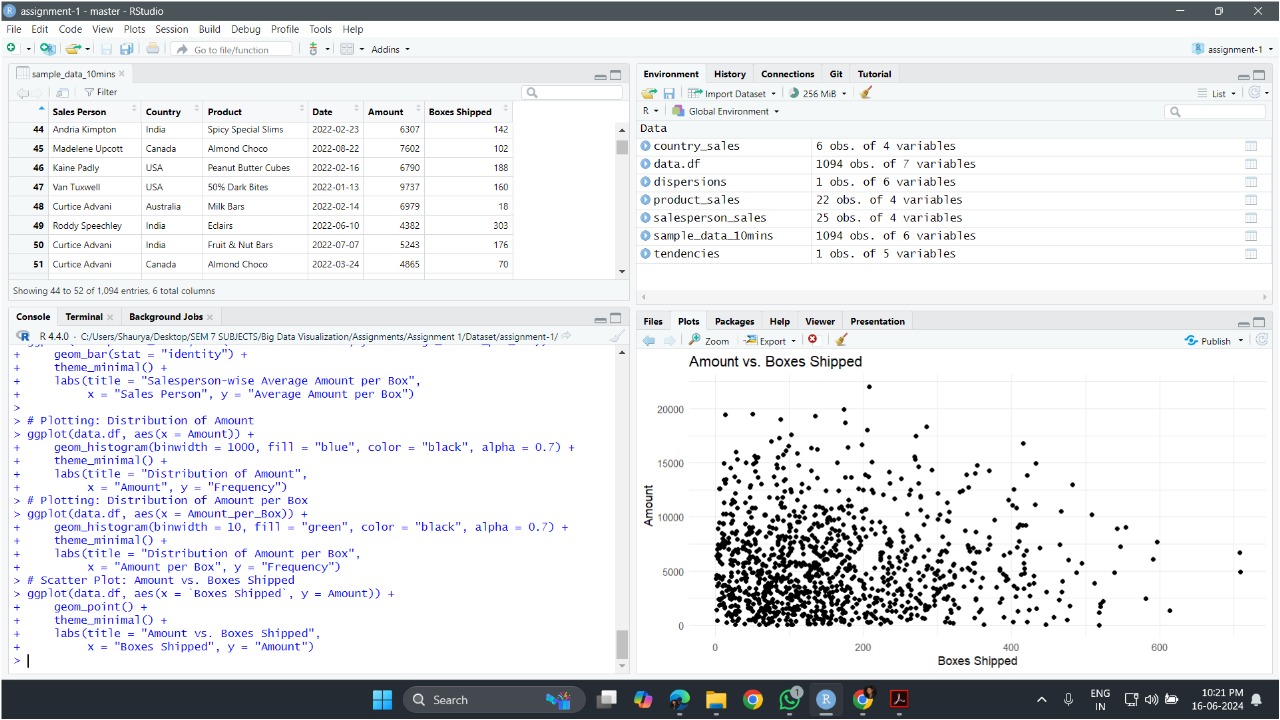 assignment-1 - master - RStudio
File Edit Code View Plots Session Build Debug Profile Tools Help
Go to file/function Addins assignment-1
sample_data_10mins
Filter
Sales Person Country Product Date Amount Boxes Shipped
44 Andria Kimpton India Spicy Special Slims 2022-02-23 6307 142
45 Madelene Upcott Canada Almond Choco 2022-08-22 7602 102
46 Kaine Padly USA Peanut Butter Cubes 2022-02-16 6790 188
47 Van Tuxwell USA 50% Dark Bites 2022-01-13 9737 160
48 Curtice Advani Australia Milk Bars 2022-02-14 6979 18
49 Roddy Speechley India Eclairs 2022-06-10 4382 303
50 Curtice Advani India Fruit & Nut Bars 2022-07-07 5243 176
51 Curtice Advani Canada Almond Choco 2022-03-24 4865 70
Showing 44 to 52 of 1,094 entries, 6 total columns
Console Terminal Background Jobs
R R 4.4.0 · C:/Users/Shaurya/Desktop/SEM 7 SUBJECTS/Big Data Visualization/Assignments/Assignment 1/Dataset/assignment-1/
+ geom_bar(stat = "identity") +
+ theme_minimal() +
+ labs(title = "Salesperson-wise Average Amount per Box",
+ x = "Sales Person", y = "Average Amount per Box")
>
> # Plotting: Distribution of Amount
> ggplot(data.df, aes(x = Amount)) +
+ geom_histogram(binwidth = 1000, fill = "blue", color = "black", alpha = 0.7) +
+ theme_minimal() +
+ labs(title = "Distribution of Amount",
+ x = "Amount", y = "Frequency")
> # Plotting: Distribution of Amount per Box
> ggplot(data.df, aes(x = Amount_per_Box)) +
+ geom_histogram(binwidth = 10, fill = "green", color = "black", alpha = 0.7) +
+ theme_minimal() +
+ labs(title = "Distribution of Amount per Box",
+ x = "Amount per Box", y = "Frequency")
> # Scatter Plot: Amount vs. Boxes Shipped
> ggplot(data.df, aes(x = `Boxes Shipped`, y = Amount)) +
+ geom_point() +
+ theme_minimal() +
+ labs(title = "Amount vs. Boxes Shipped",
+ x = "Boxes Shipped", y = "Amount")
>
Environment History Connections Git Tutorial
Import Dataset 256 MiB List
R Global Environment
Data
country_sales 6 obs. of 4 variables
data.df 1094 obs. of 7 variables
dispersions 1 obs. of 6 variables
product_sales 22 obs. of 4 variables
salesperson_sales 25 obs. of 4 variables
sample_data_10mins 1094 obs. of 6 variables
tendencies 1 obs. of 5 variables
Files Plots Packages Help Viewer Presentation
Zoom Export Publish
Amount vs. Boxes Shipped
20000
15000
10000
5000
0
Amount
0 200 400 600
Boxes Shipped
Search 1 R ENG 10:21 PM
IN 16-06-2024